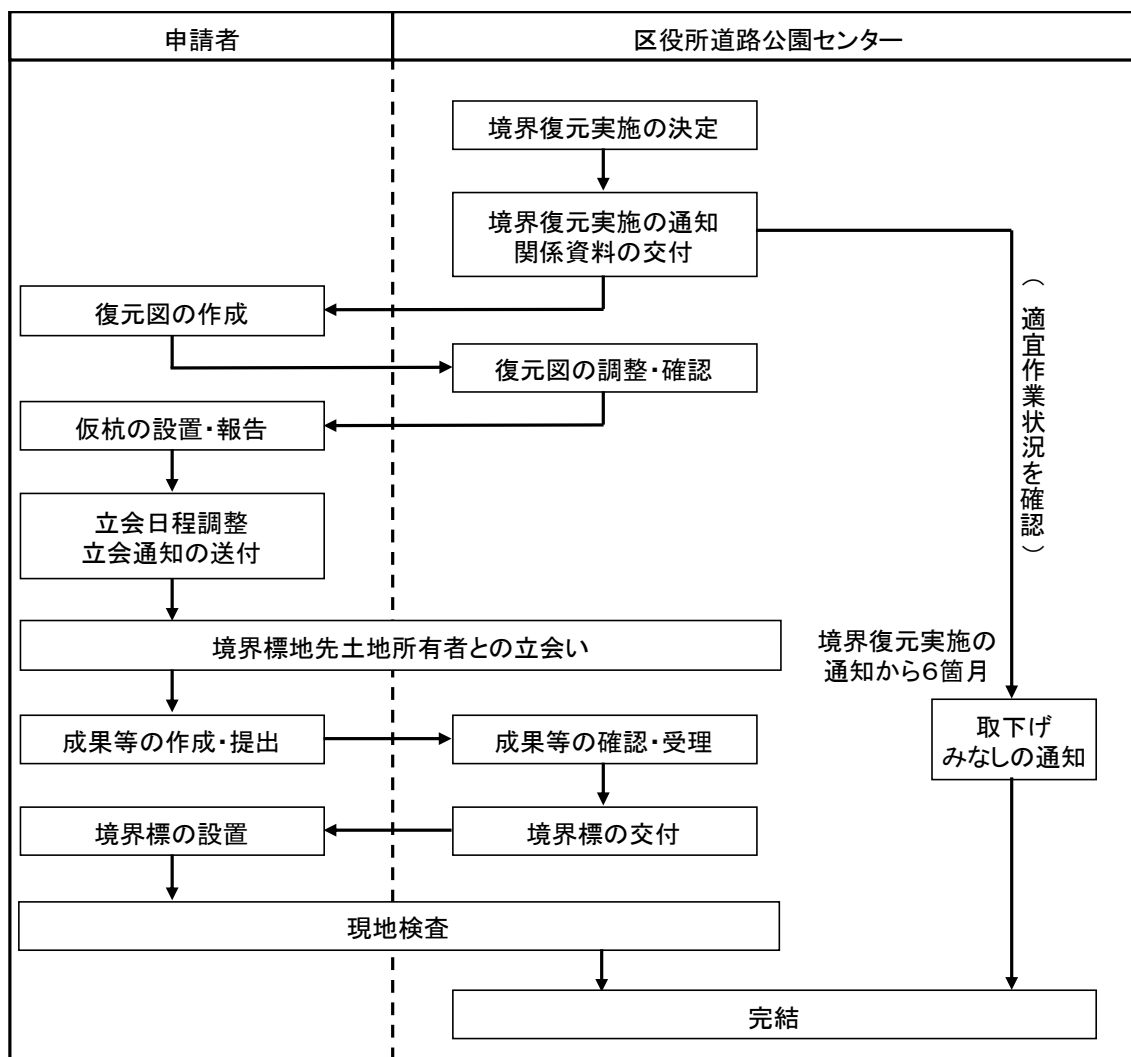 申請者
区役所道路公園センター
境界復元実施の決定
境界復元実施の通知
関係資料の交付
復元図の作成
復元図の調整・確認
仮杭の設置・報告
立会日程調整
立会通知の送付
境界標地先土地所有者との立会い
成果等の作成・提出
成果等の確認・受理
境界標の交付
境界標の設置
現地検査
（適宜作業状況を確認）
境界復元実施の
通知から6箇月
取下げ
みなしの通知
完結